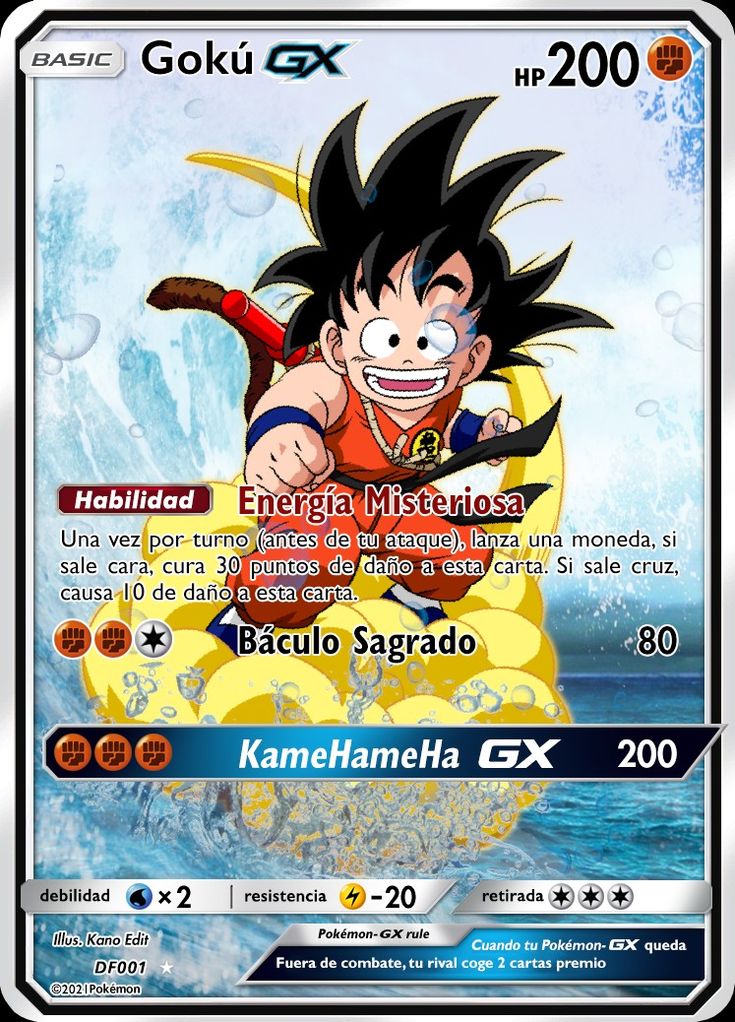 BASIC Gokú GX HP 200
Habilidad Energía Misteriosa
Una vez por turno (antes de tu ataque), lanza una moneda, si
sale cara, cura 30 puntos de daño a esta carta. Si sale cruz,
causa 10 de daño a esta carta.
Báculo Sagrado 80
KameHameHa GX 200
debilidad ×2 resistencia -20 retirada
Illus. Kano Edit
DF001
©2021Pokémon
Pokémon-GX rule
Cuando tu Pokémon-GX queda
Fuera de combate, tu rival coge 2 cartas premio